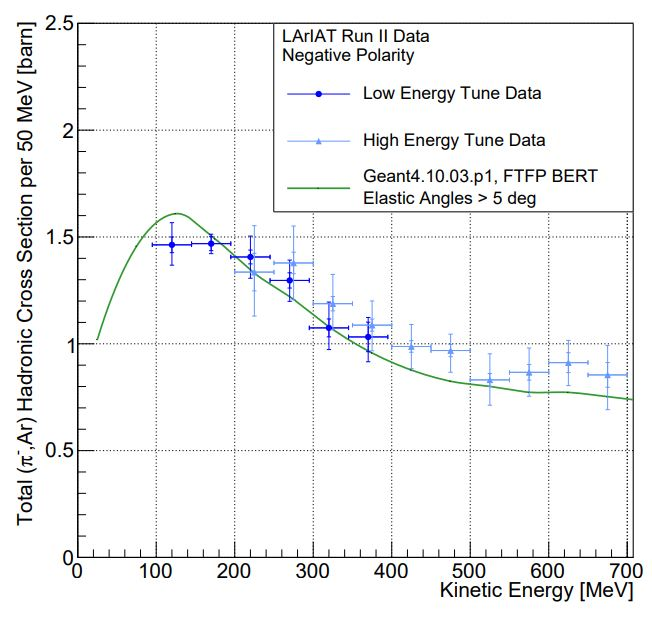 Total (π⁻ Ar) Hadronic Cross Section per 50 MeV [barn]
2.5
2
1.5
1
0.5
0
LArIAT Run II Data
Negative Polarity
Low Energy Tune Data
High Energy Tune Data
Geant4.10.03.p1, FTFP BERT
Elastic Angles > 5 deg
0 100 200 300 400 500 600 700
Kinetic Energy [MeV]